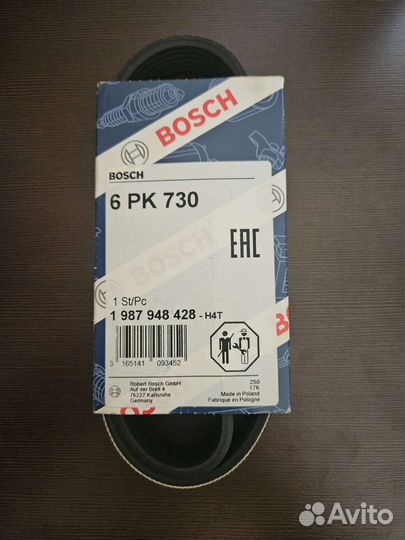 BOSCH
BOSCH
6 PK 730
EAC
1 St/Pc
1 987 948 428 - H4T
3 165141 093452
Robert Bosch GmbH
Auf der Breit 4
76227 Karlsruhe
Germany
250
176
Made in Poland
Fabriqué en Pologne
BOSC
Avito